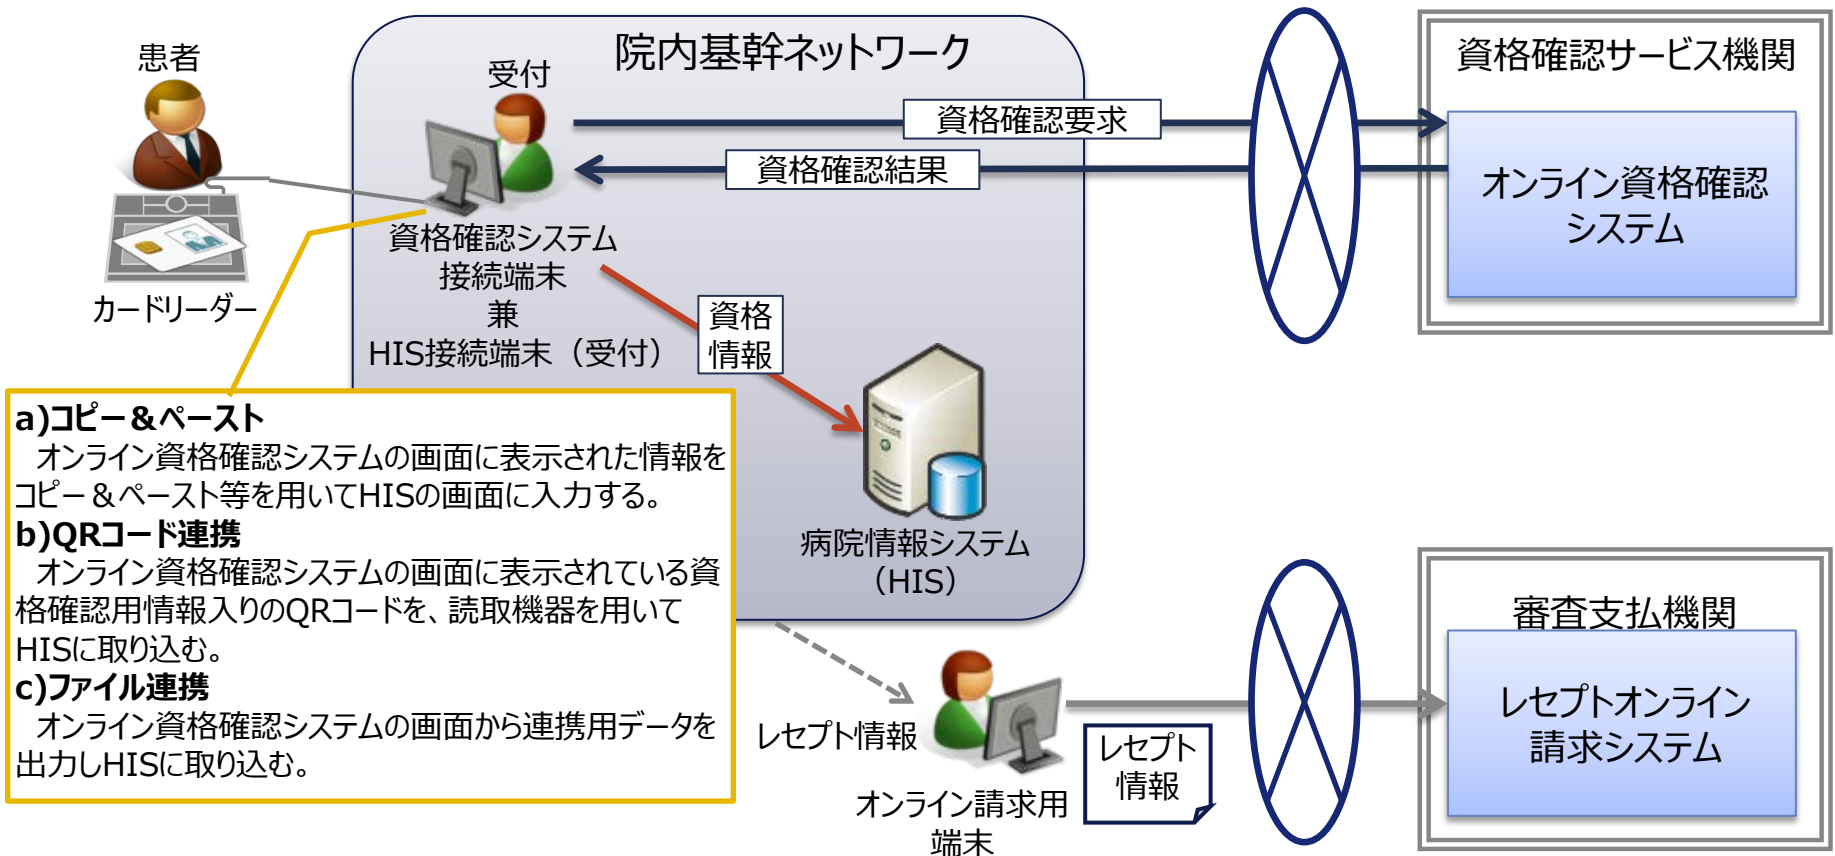 患者
カードリーダー
院内基幹ネットワーク
受付
資格確認要求
資格確認結果
資格確認システム
接続端末
兼
HIS接続端末（受付）
資格
情報
病院情報システム
（HIS）
資格確認サービス機関
オンライン資格確認
システム
a)コピー＆ペースト
オンライン資格確認システムの画面に表示された情報を
コピー＆ペースト等を用いてHISの画面に入力する。
b)QRコード連携
オンライン資格確認システムの画面に表示されている資
格確認用情報入りのQRコードを、読取機器を用いて
HISに取り込む。
c)ファイル連携
オンライン資格確認システムの画面から連携用データを
出力しHISに取り込む。
レセプト情報
オンライン請求用
端末
レセプト
情報
審査支払機関
レセプトオンライン
請求システム